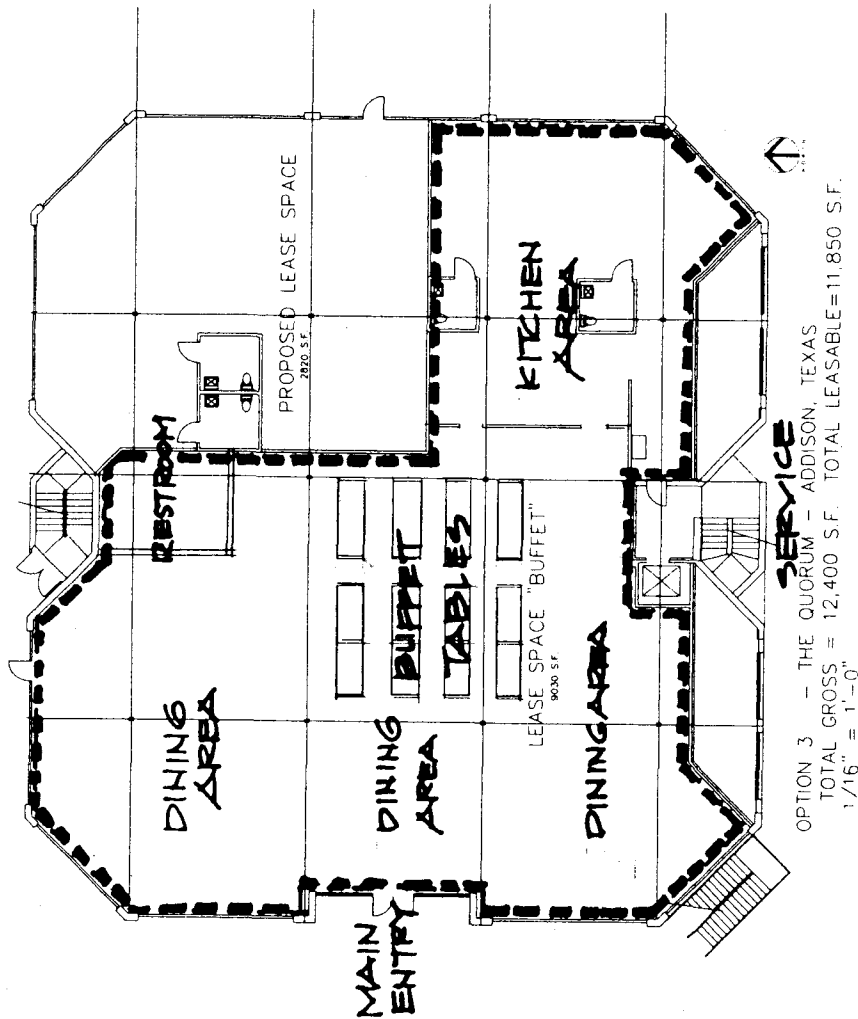 PROPOSED LEASE SPACE
2820 S.F.
RESTROOM
KITCHEN
AREA
BUFFET
TABLES
LEASE SPACE "BUFFET"
9030 S.F.
DINING
AREA
DINING
AREA
DINING AREA
MAIN
ENTRY
SERVICE
OPTION 3 - THE QUORUM - ADDISON, TEXAS
TOTAL GROSS = 12,400 S.F. TOTAL LEASABLE=11,850 S.F.
1/16" = 1'-0"